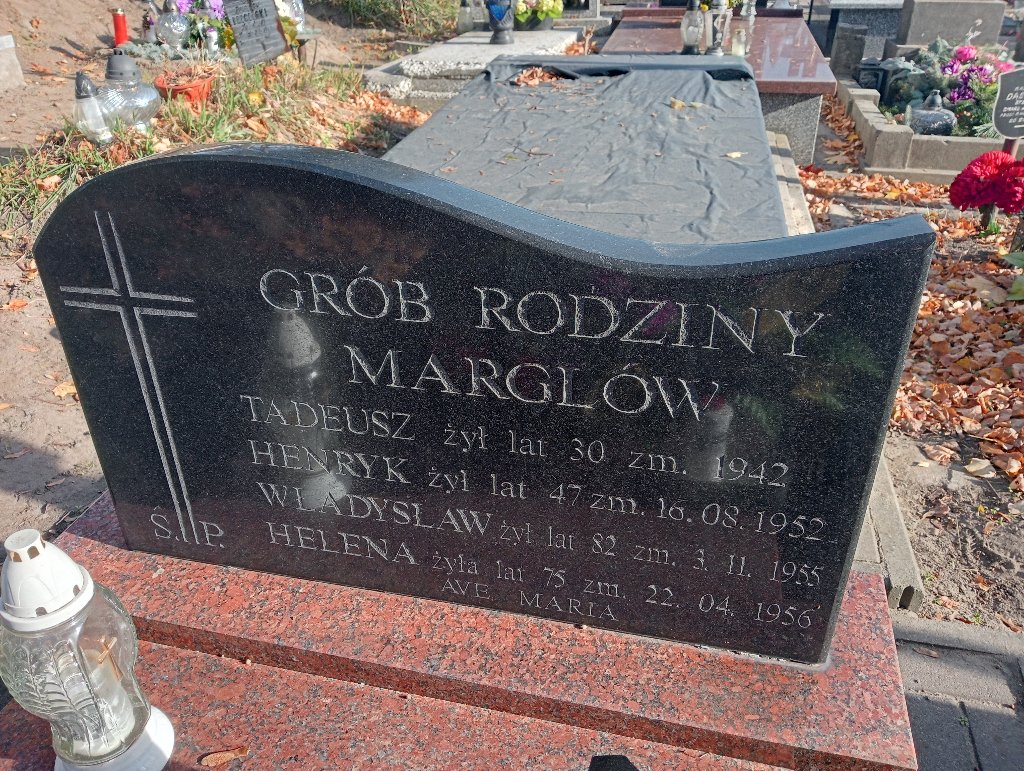 GRÓB RODZINY
MARGLÓW
TADEUSZ żył lat 30 zm. 1942
HENRYK żył lat 47 zm. 16.08.1952
WŁADYSŁAW żył lat 82 zm. 3. 11. 1955
Ś.P. HELENA żyła lat 75 zm. 22. 04. 1956
AVE MARIA